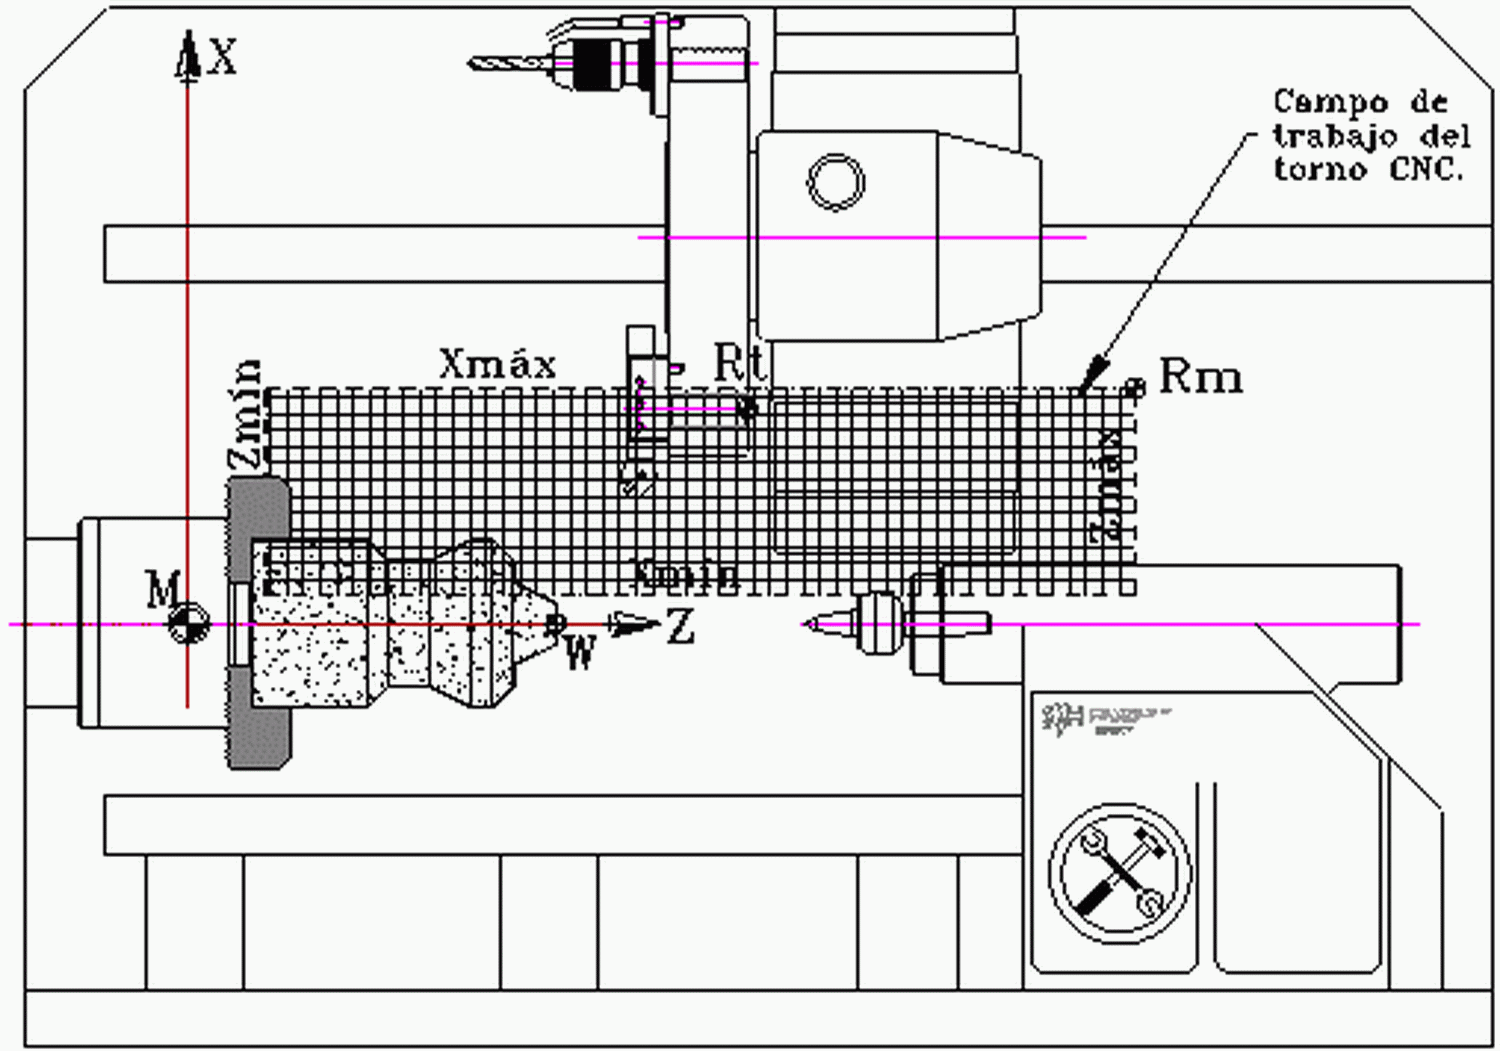 X
Campo de
trabajo del
torno CNC.
Xmáx
Rt
Rm
Zmín
Zmáx
Xmín
M
Z
W